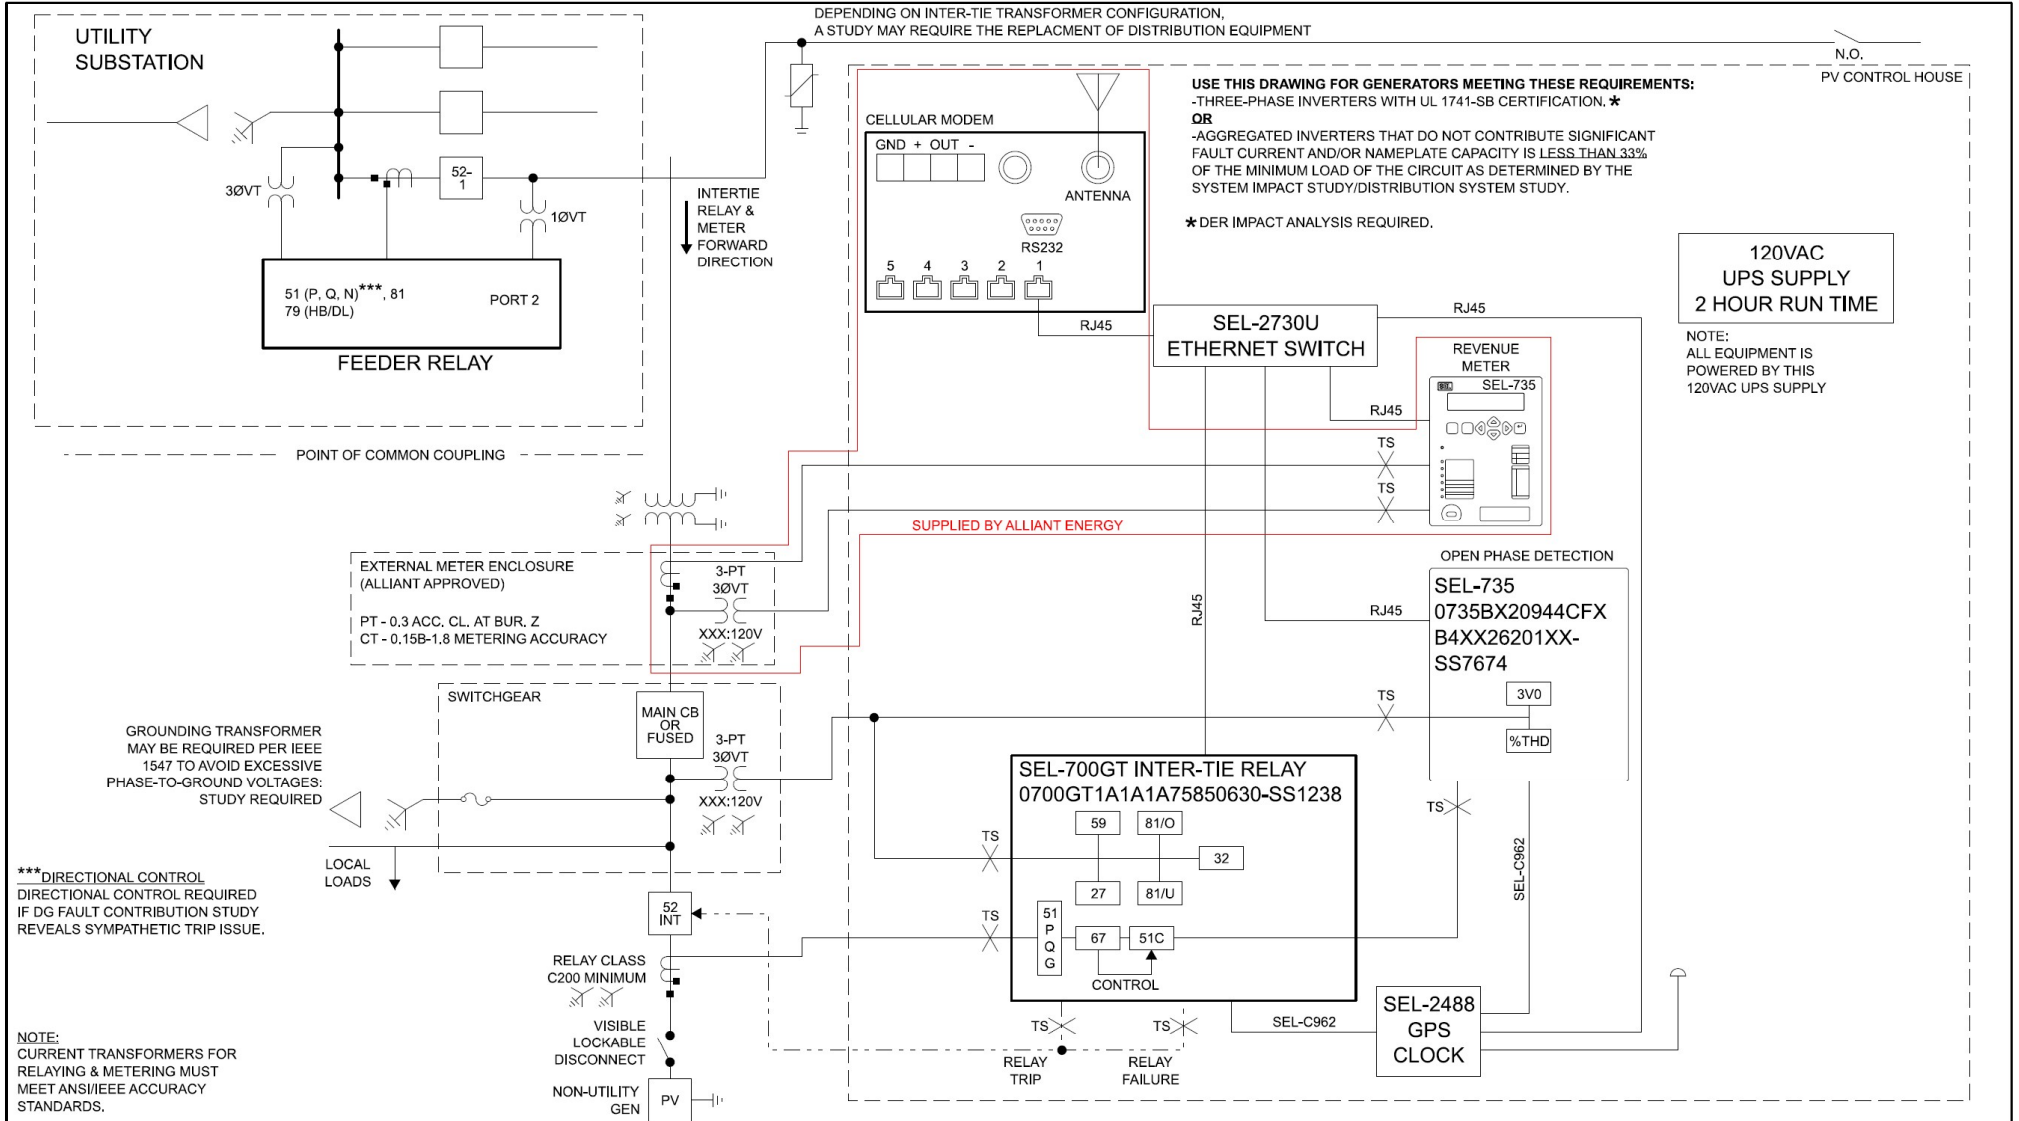 DEPENDING ON INTER-TIE TRANSFORMER CONFIGURATION,
A STUDY MAY REQUIRE THE REPLACMENT OF DISTRIBUTION EQUIPMENT
N.O.
UTILITY
SUBSTATION
52-
1
3ØVT
1ØVT
51 (P, Q, N)***, 81
79 (HB/DL)
PORT 2
FEEDER RELAY
INTERTIE
RELAY &
METER
FORWARD
DIRECTION
POINT OF COMMON COUPLING
PV CONTROL HOUSE
USE THIS DRAWING FOR GENERATORS MEETING THESE REQUIREMENTS:
-THREE-PHASE INVERTERS WITH UL 1741-SB CERTIFICATION. *
OR
-AGGREGATED INVERTERS THAT DO NOT CONTRIBUTE SIGNIFICANT
FAULT CURRENT AND/OR NAMEPLATE CAPACITY IS LESS THAN 33%
OF THE MINIMUM LOAD OF THE CIRCUIT AS DETERMINED BY THE
SYSTEM IMPACT STUDY/DISTRIBUTION SYSTEM STUDY.
* DER IMPACT ANALYSIS REQUIRED.
CELLULAR MODEM
GND + OUT -
ANTENNA
RS232
5 4 3 2 1
RJ45
SEL-2730U
ETHERNET SWITCH
RJ45
120VAC
UPS SUPPLY
2 HOUR RUN TIME
NOTE:
ALL EQUIPMENT IS
POWERED BY THIS
120VAC UPS SUPPLY
REVENUE
METER
SEL
SEL-735
RJ45
TS
TS
SUPPLIED BY ALLIANT ENERGY
EXTERNAL METER ENCLOSURE
(ALLIANT APPROVED)
PT - 0.3 ACC. CL. AT BUR. Z
CT - 0.15B-1.8 METERING ACCURACY
3-PT
3ØVT
XXX:120V
OPEN PHASE DETECTION
SEL-735
0735BX20944CFX
B4XX26201XX-
SS7674
RJ45
RJ45
3V0
%THD
TS
TS
SEL-C962
SWITCHGEAR
MAIN CB
OR
FUSED
3-PT
3ØVT
XXX:120V
GROUNDING TRANSFORMER
MAY BE REQUIRED PER IEEE
1547 TO AVOID EXCESSIVE
PHASE-TO-GROUND VOLTAGES:
STUDY REQUIRED
LOCAL
LOADS
***DIRECTIONAL CONTROL
DIRECTIONAL CONTROL REQUIRED
IF DG FAULT CONTRIBUTION STUDY
REVEALS SYMPATHETIC TRIP ISSUE.
52
INT
RELAY CLASS
C200 MINIMUM
VISIBLE
LOCKABLE
DISCONNECT
NON-UTILITY
GEN
PV
NOTE:
CURRENT TRANSFORMERS FOR
RELAYING & METERING MUST
MEET ANSI/IEEE ACCURACY
STANDARDS.
SEL-700GT INTER-TIE RELAY
0700GT1A1A1A75850630-SS1238
59
81/O
32
27
81/U
TS
TS
51
P
Q
G
67
51C
CONTROL
TS
TS
RELAY
TRIP
RELAY
FAILURE
SEL-C962
SEL-2488
GPS
CLOCK